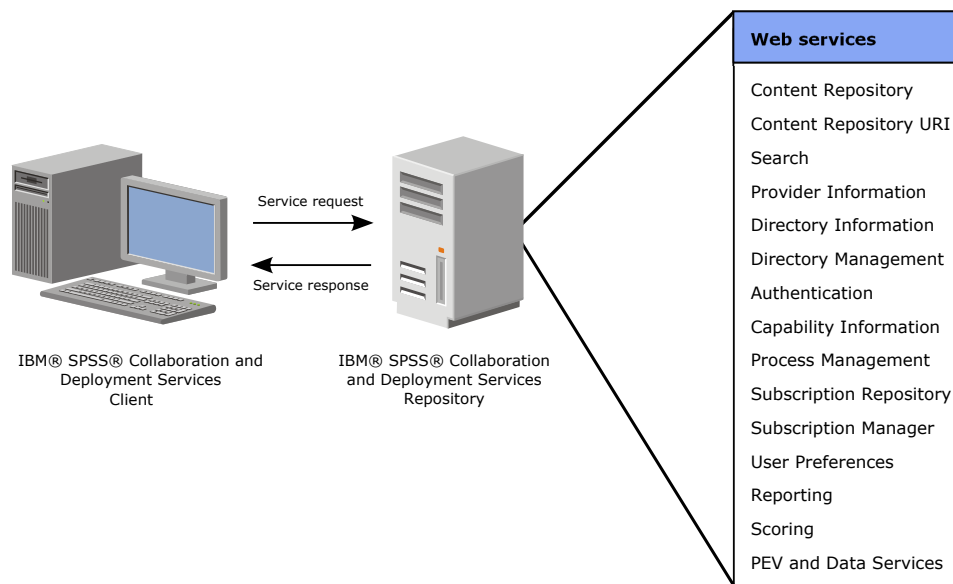 Service request
Service response
IBM® SPSS® Collaboration and
Deployment Services
Client
IBM® SPSS® Collaboration
and Deployment Services
Repository
Web services
Content Repository
Content Repository URI
Search
Provider Information
Directory Information
Directory Management
Authentication
Capability Information
Process Management
Subscription Repository
Subscription Manager
User Preferences
Reporting
Scoring
PEV and Data Services